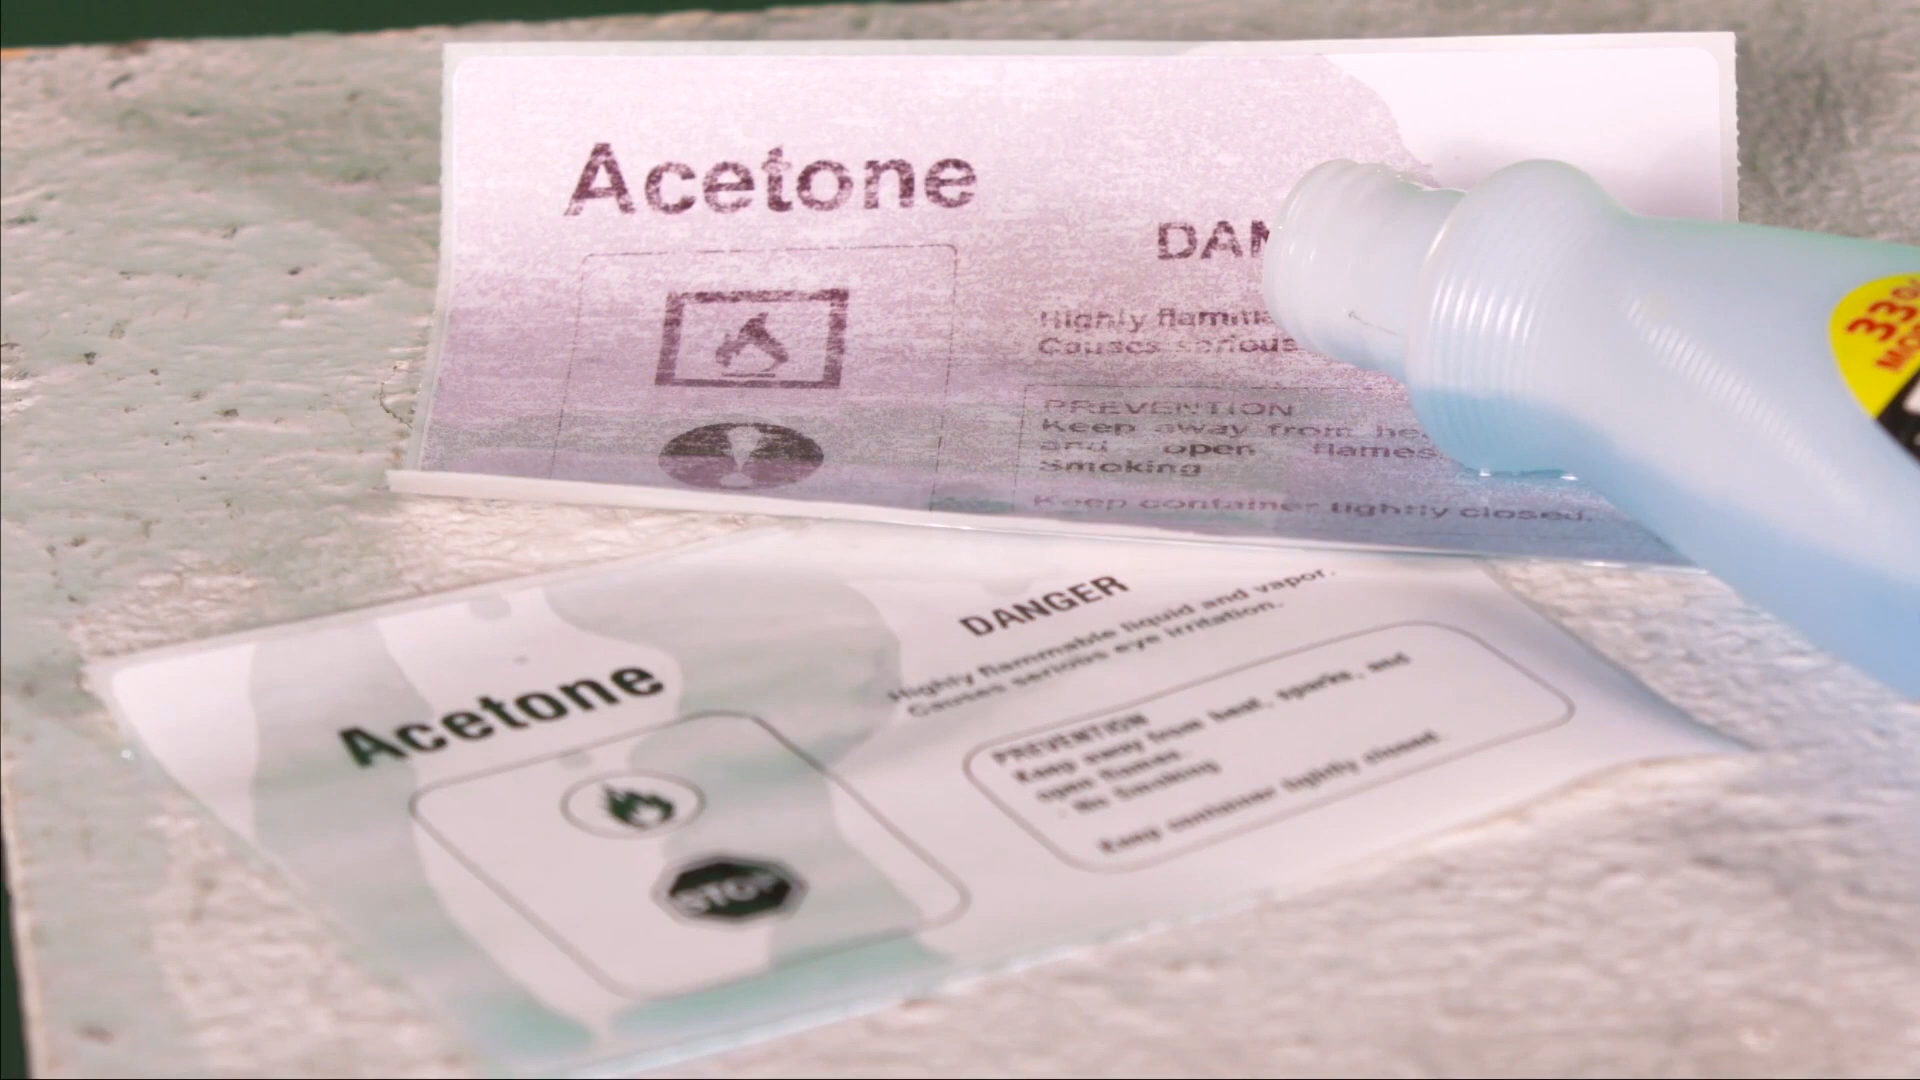 Acetone
DAN
Highly flamma
Causes serious
PREVENTION
Keep away from he
and open flames
Smoking
Keep container tightly closed.
33%
MO
Acetone
DANGER
Highly flammable liquid and vapor.
Causes serious eye irritation.
STOP
PREVENTION
Keep away from heat, sparks, and
open flames.
No Smoking
Keep container tightly closed.